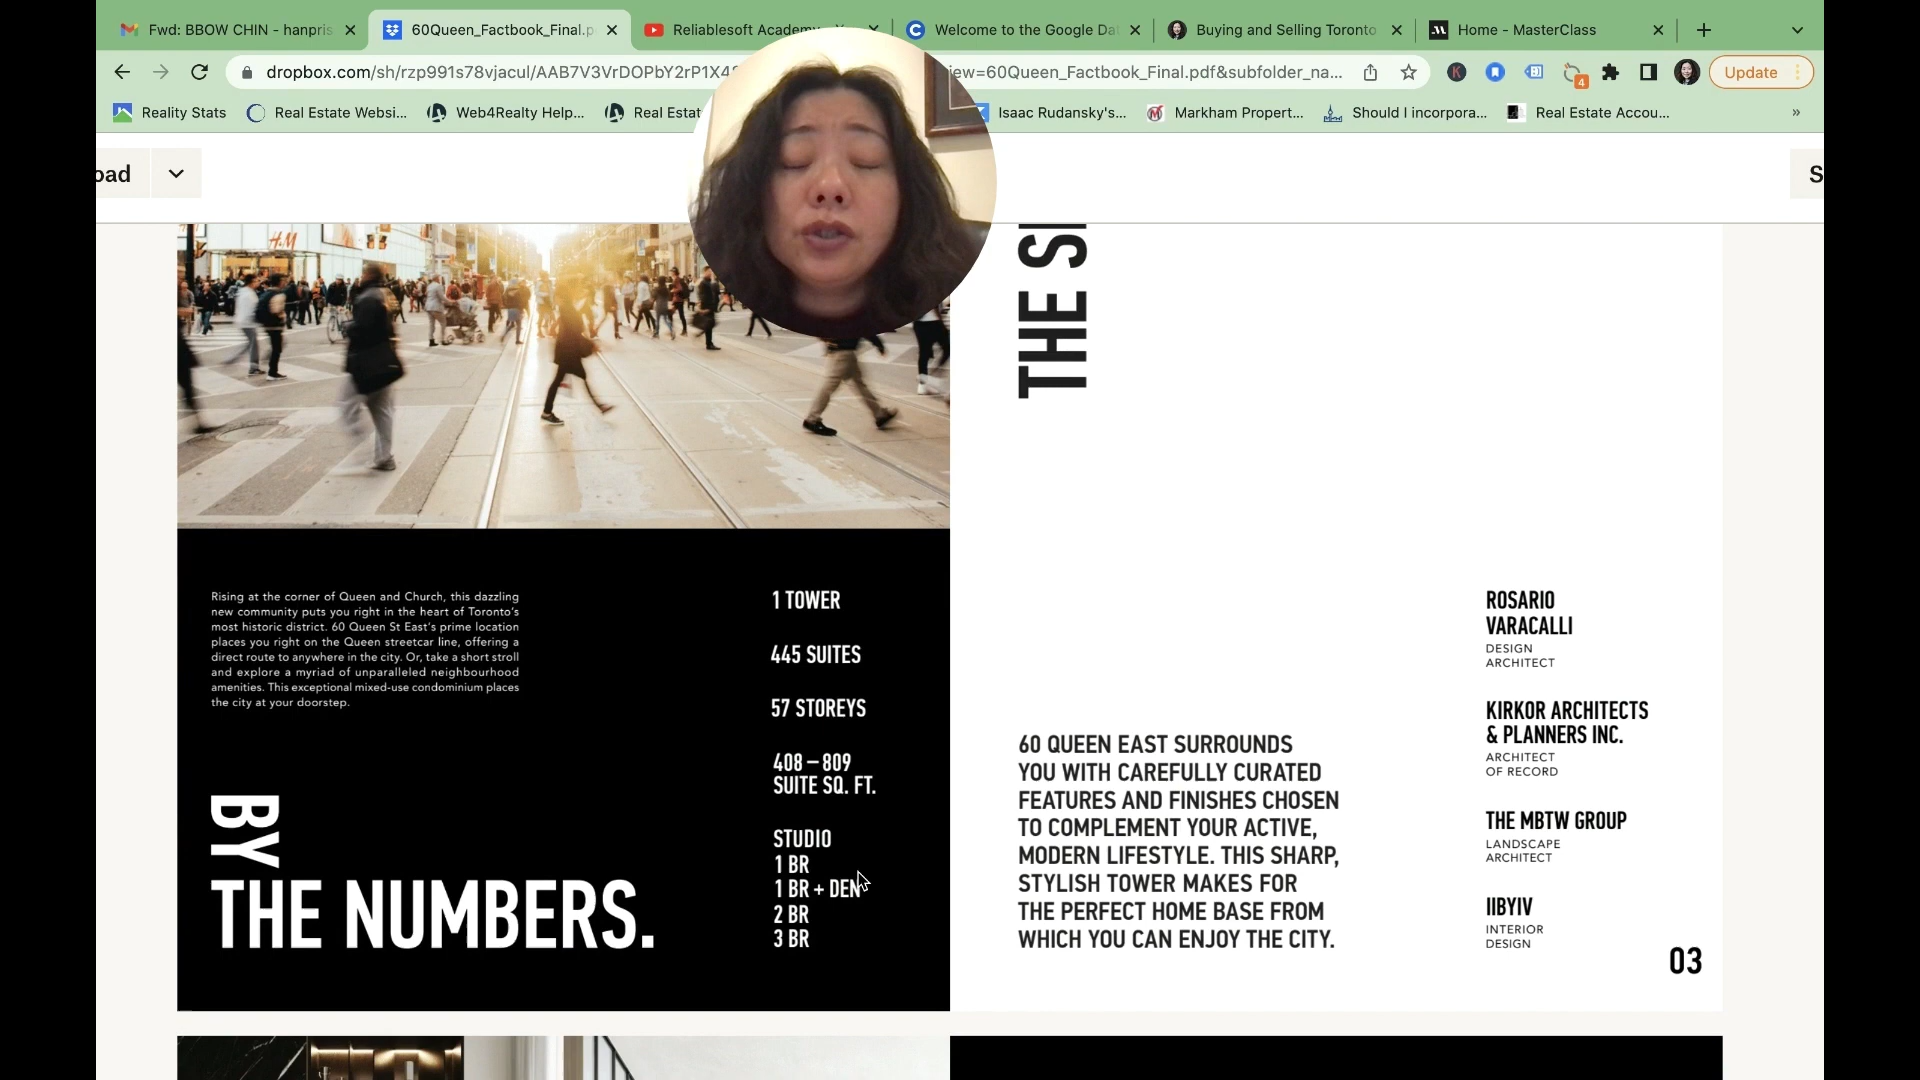 Fwd: BBOW CHIN - hanpris
60Queen_Factbook_Final.p
Reliablesoft Academy
Welcome to the Google Da
Buying and Selling Toronto
Home - MasterClass
dropbox.com/sh/rzp991s78vjacul/AAB7V3VrDOPbY2rP1X4
iew=60Queen_Factbook_Final.pdf&subfolder_na...
4
Update
Reality Stats
Real Estate Websi...
Web4Realty Help...
Real Estat
Isaac Rudansky's...
Markham Propert...
Should I incorpora...
Real Estate Accou...
»
oad
S
H&M
THE SI
Rising at the corner of Queen and Church, this dazzling
new community puts you right in the heart of Toronto's
most historic district. 60 Queen St East's prime location
places you right on the Queen streetcar line, offering a
direct route to anywhere in the city. Or, take a short stroll
and explore a myriad of unparalleled neighbourhood
amenities. This exceptional mixed-use condominium places
the city at your doorstep.
BY
THE NUMBERS.
1 TOWER
445 SUITES
57 STOREYS
408 – 809
SUITE SQ. FT.
STUDIO
1 BR
1 BR + DEN
2 BR
3 BR
60 QUEEN EAST SURROUNDS
YOU WITH CAREFULLY CURATED
FEATURES AND FINISHES CHOSEN
TO COMPLEMENT YOUR ACTIVE,
MODERN LIFESTYLE. THIS SHARP,
STYLISH TOWER MAKES FOR
THE PERFECT HOME BASE FROM
WHICH YOU CAN ENJOY THE CITY.
ROSARIO
VARACALLI
DESIGN
ARCHITECT
KIRKOR ARCHITECTS
& PLANNERS INC.
ARCHITECT
OF RECORD
THE MBTW GROUP
LANDSCAPE
ARCHITECT
IIBYIV
INTERIOR
DESIGN
03